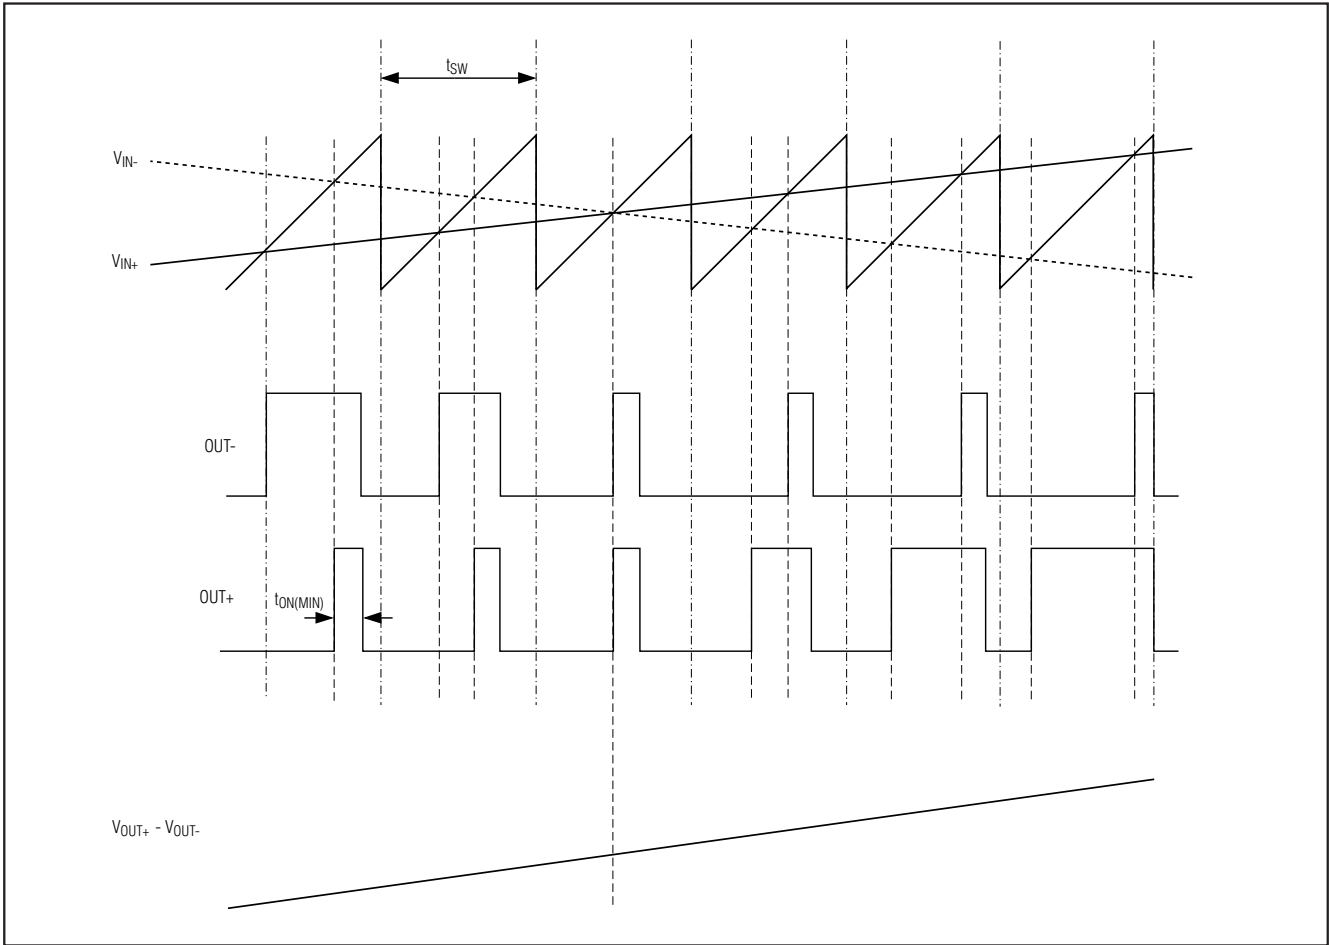 tSW
VIN-
VIN+
OUT-
OUT+
tON(MIN)
VOUT+ - VOUT-